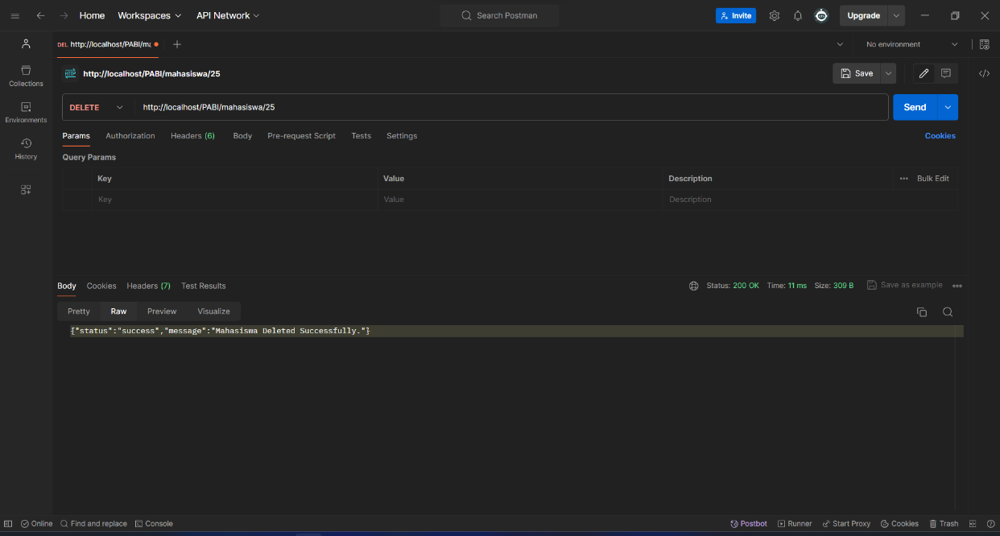 Home Workspaces API Network Search Postman Invite Upgrade
DEL http://localhost/PABI/ma No environment
http://localhost/PABI/mahasiswa/25 Save
Collections
DELETE http://localhost/PABI/mahasiswa/25 Send
Environments
Params Authorization Headers (6) Body Pre-request Script Tests Settings Cookies
History
Query Params
Key Value Description Bulk Edit
Key Value Description
Body Cookies Headers (7) Test Results Status: 200 OK Time: 11 ms Size: 309 B Save as example
Pretty Raw Preview Visualize
{"status":"success","message":"Mahasiswa Deleted Successfully."}
Online Find and replace Console Postbot Runner Start Proxy Cookies Trash